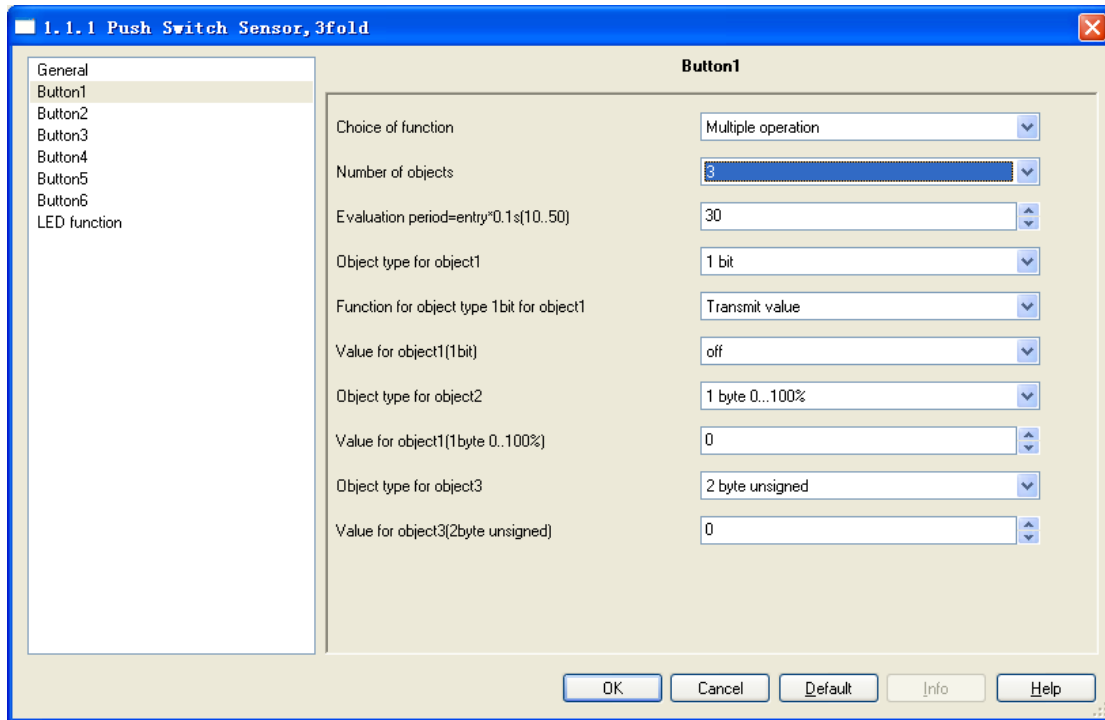 1.1.1 Push Switch Sensor,3fold
General
Button1
Button2
Button3
Button4
Button5
Button6
LED function
Button1
Choice of function Multiple operation
Number of objects 3
Evaluation period=entry*0.1s(10..50) 30
Object type for object1 1 bit
Function for object type 1bit for object1 Transmit value
Value for object1(1bit) off
Object type for object2 1 byte 0...100%
Value for object1(1byte 0..100%) 0
Object type for object3 2 byte unsigned
Value for object3(2byte unsigned) 0
OK Cancel Default Info Help